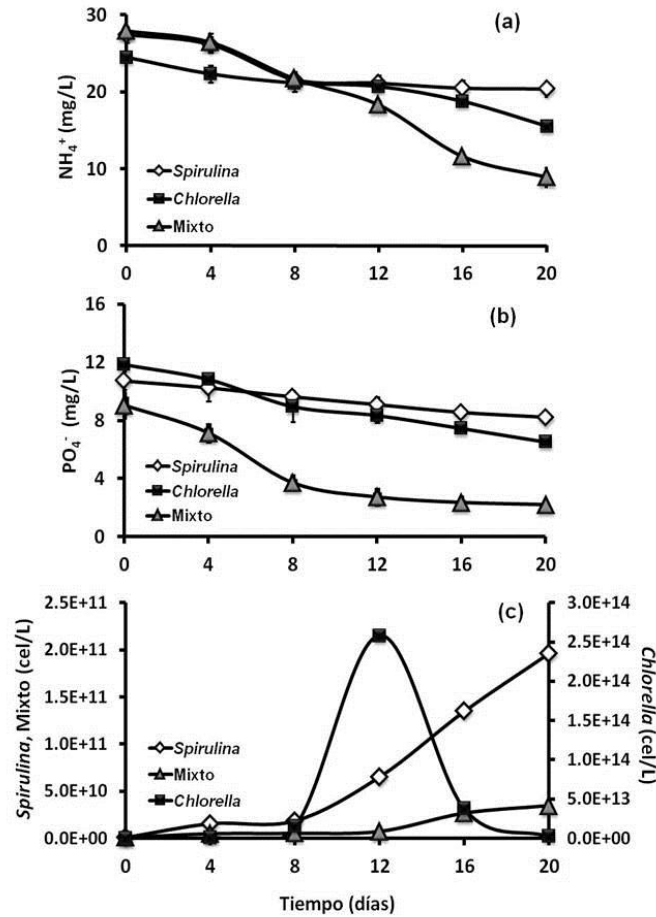 (a)
NH₄⁺ (mg/L)
30
20
10
0
Spirulina
Chlorella
Mixto
0 4 8 12 16 20
(b)
PO₄⁻ (mg/L)
16
12
8
4
0
Spirulina
Chlorella
Mixto
0 4 8 12 16 20
(c)
Spirulina, Mixto (cel/L)
2.5E+11
2.0E+11
1.5E+11
1.0E+11
5.0E+10
0.0E+00
Spirulina
Mixto
Chlorella
3.0E+14
2.5E+14
2.0E+14
1.5E+14
1.0E+14
5.0E+13
0.0E+00
Chlorella (cel/L)
0 4 8 12 16 20
Tiempo (días)